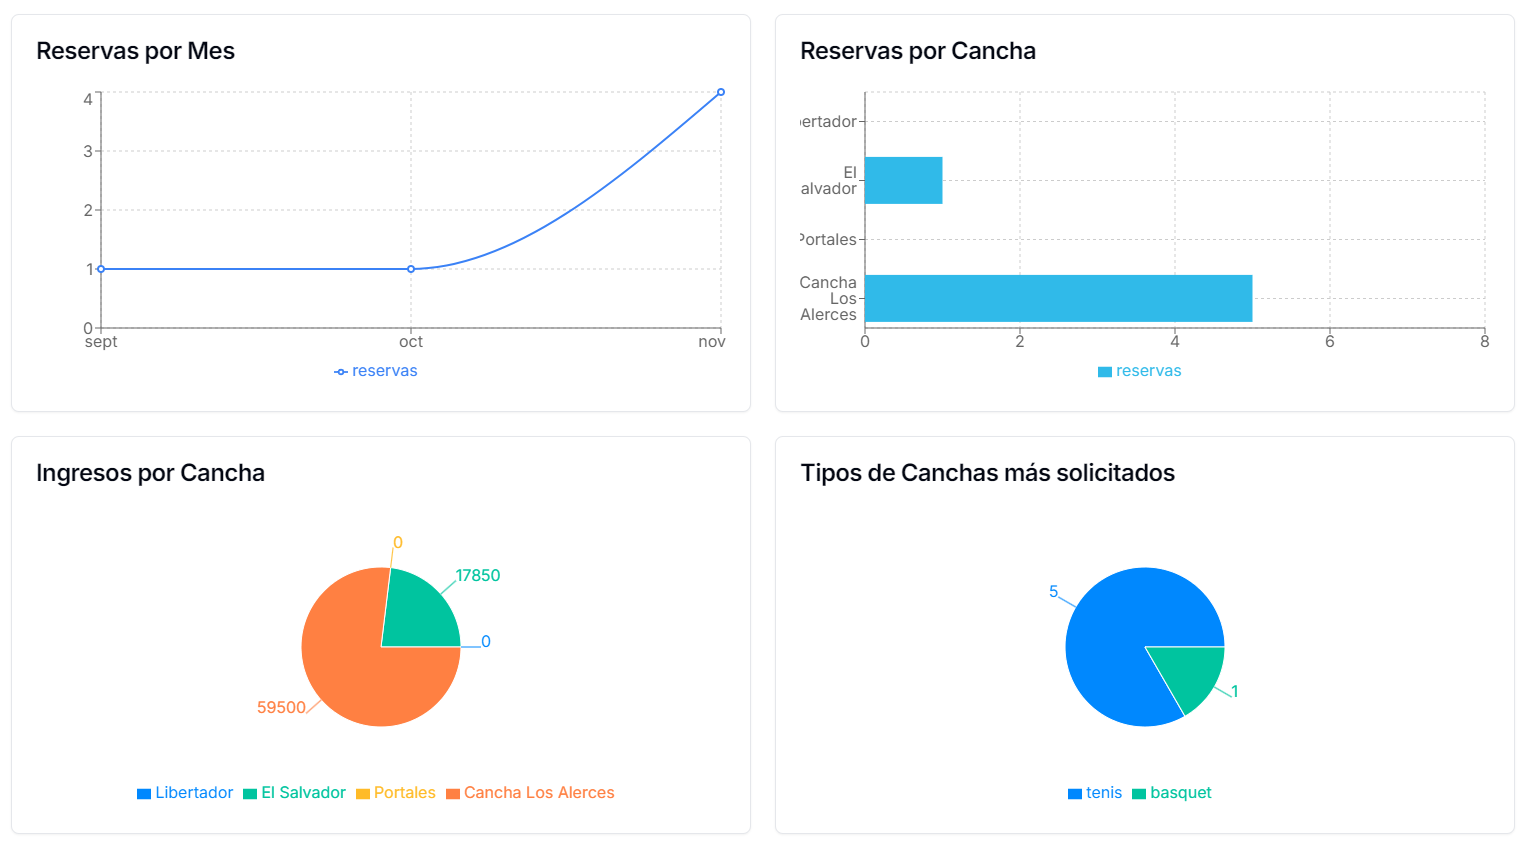 Reservas por Mes
4
3
2
1
0
sept oct nov
reservas
Reservas por Cancha
ertador
El
alvador
Portales
Cancha
Los
Alerces
0 2 4 6 8
reservas
Ingresos por Cancha
0
17850
0
59500
Libertador El Salvador Portales Cancha Los Alerces
Tipos de Canchas más solicitados
5
1
tenis basquet